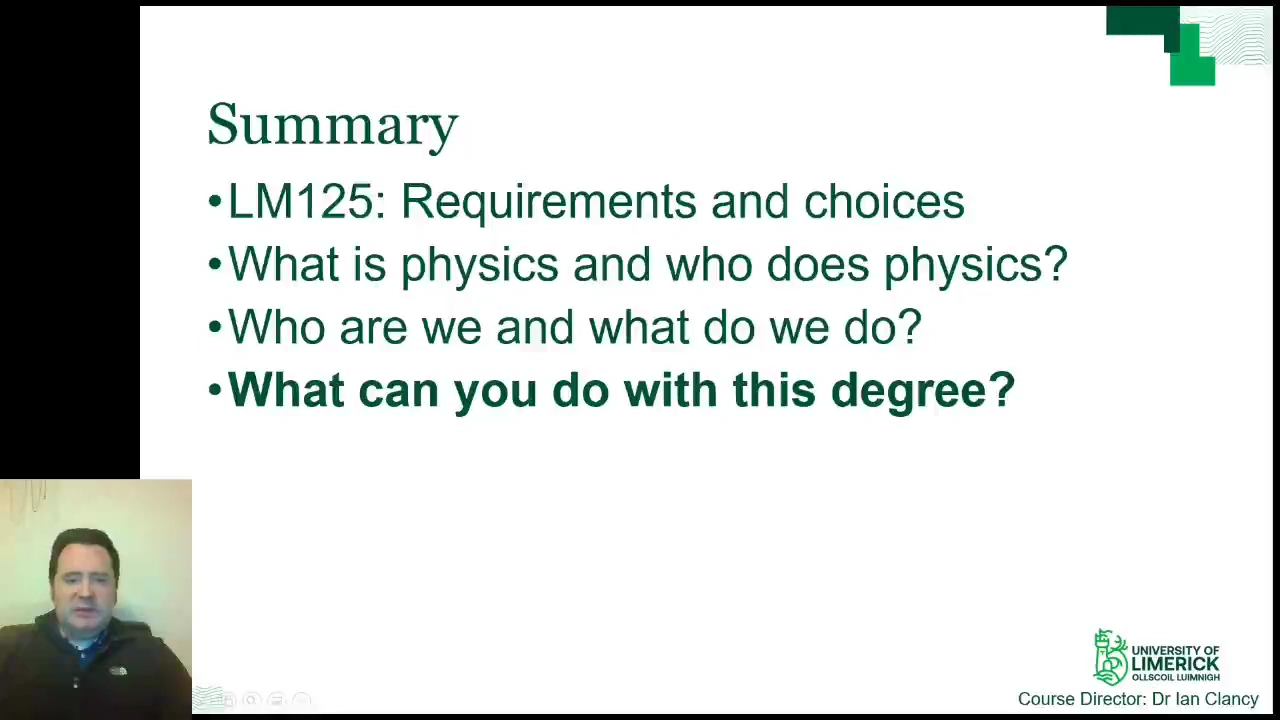 Summary
•LM125: Requirements and choices
•What is physics and who does physics?
•Who are we and what do we do?
•What can you do with this degree?
UNIVERSITY OF
LIMERICK
OLLSCOIL LUIMNIGH
Course Director: Dr Ian Clancy